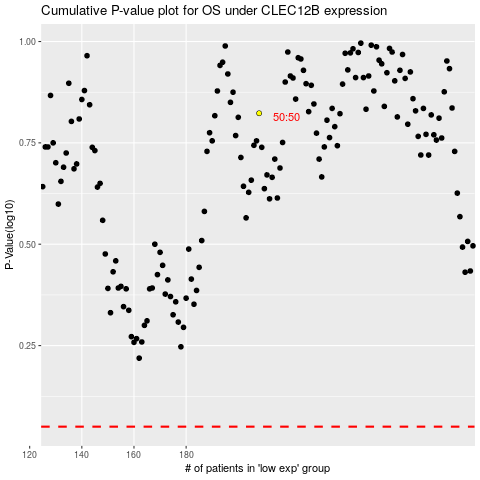 Cumulative P-value plot for OS under CLEC12B expression
P-Value(log10)
1.00
0.75
0.50
0.25
50:50
120 140 160 180
# of patients in 'low exp' group